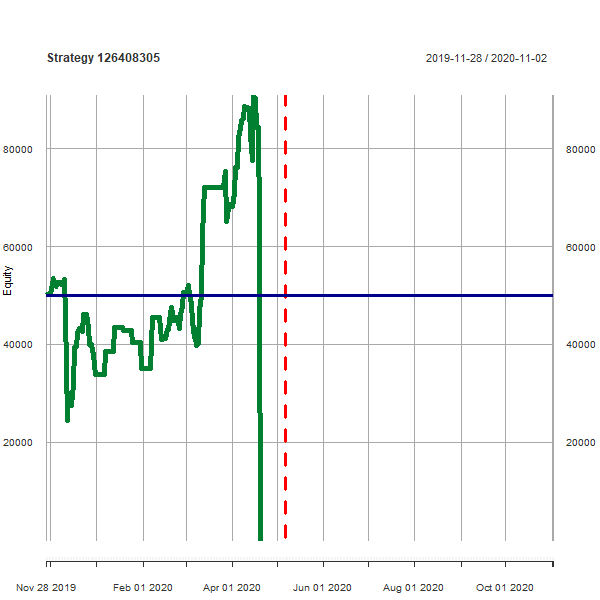 Strategy 126408305
2019-11-28 / 2020-11-02
80000
80000
60000
60000
Equity
40000
40000
20000
20000
Nov 28 2019
Feb 01 2020
Apr 01 2020
Jun 01 2020
Aug 01 2020
Oct 01 2020